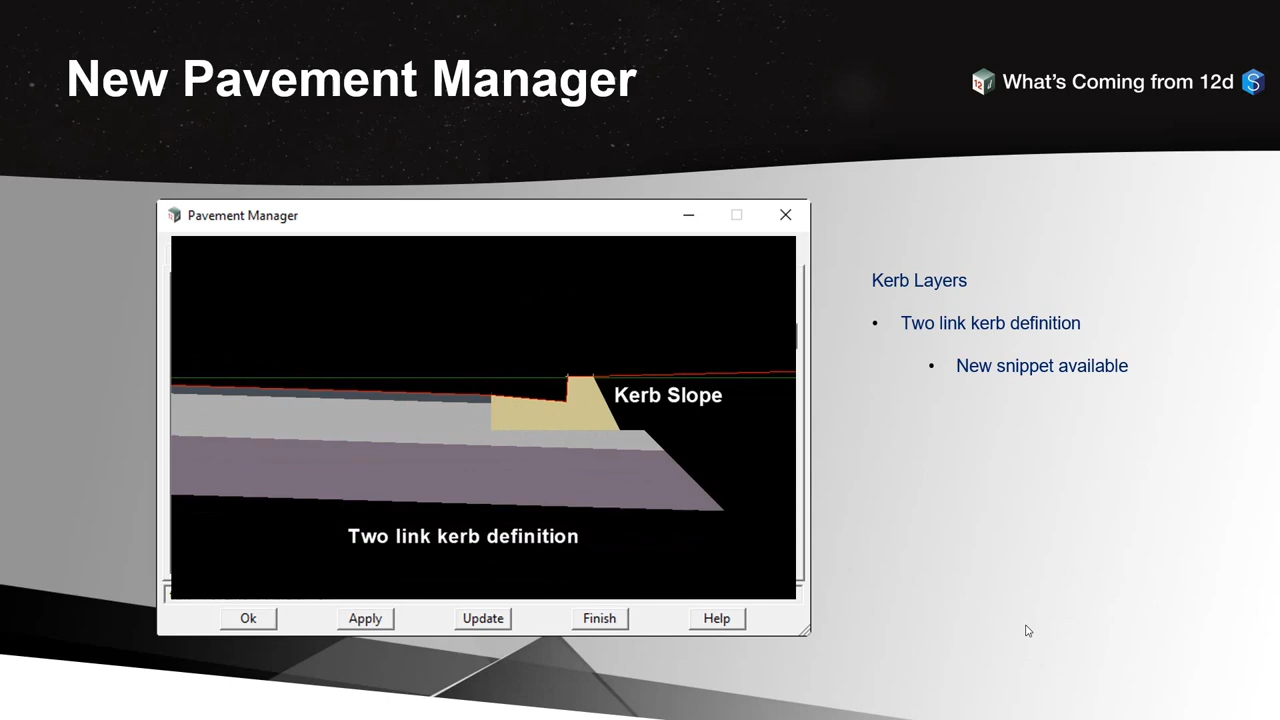 New Pavement Manager
What's Coming from 12d
Pavement Manager
Kerb Layers
• Two link kerb definition
• New snippet available
Kerb Slope
Two link kerb definition
Ok Apply Update Finish Help